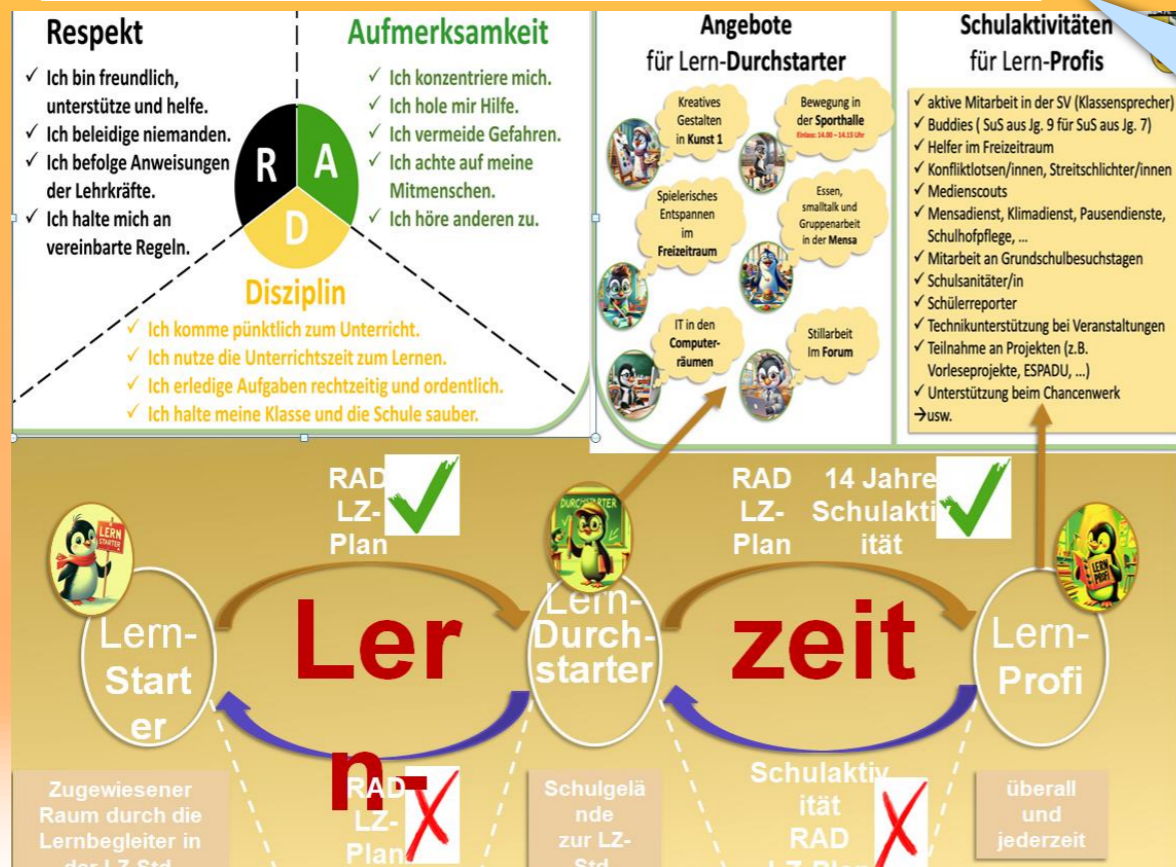 Respekt
✓ Ich bin freundlich,
unterstütze und helfe.
✓ Ich beleidige niemanden.
✓ Ich befolge Anweisungen
der Lehrkräfte.
✓ Ich halte mich an
vereinbarte Regeln.
Aufmerksamkeit
✓ Ich konzentriere mich.
✓ Ich hole mir Hilfe.
✓ Ich vermeide Gefahren.
✓ Ich achte auf meine
Mitmenschen.
✓ Ich höre anderen zu.
R A
D
Disziplin
✓ Ich komme pünktlich zum Unterricht.
✓ Ich nutze die Unterrichtszeit zum Lernen.
✓ Ich erledige Aufgaben rechtzeitig und ordentlich.
✓ Ich halte meine Klasse und die Schule sauber.
Angebote
für Lern-Durchstarter
Kreatives
Gestalten
in Kunst 1
Bewegung in
der Sporthalle
Einlass: 14.00 – 14.15 Uhr
Spielerisches
Entspannen
im
Freizeitraum
Essen,
smalltalk und
Gruppenarbeit
in der Mensa
IT in den
Computer-
räumen
Stillarbeit
Im Forum
Schulaktivitäten
für Lern-Profis
✓ aktive Mitarbeit in der SV (Klassensprecher)
✓ Buddies ( SuS aus Jg. 9 für SuS aus Jg. 7)
✓ Helfer im Freizeitraum
✓ Konfliktlotsen/innen, Streitschlichter/innen
✓ Medienscouts
✓ Mensadienst, Klimadienst, Pausendienste,
Schulhofpflege, ...
✓ Mitarbeit an Grundschulbesuchstagen
✓ Schulsanitäter/in
✓ Schülerreporter
✓ Technikunterstützung bei Veranstaltungen
✓ Teilnahme an Projekten (z.B.
Vorleseprojekte, ESPADU, ...)
✓ Unterstützung beim Chancenwerk
→usw.
RAD
LZ-
Plan
RAD
LZ-
Plan
14 Jahre
Schulaktiv
ität
LERN
STARTER
DURCHSTARTER
LERN
PROFI
Lern-
Start
er
Ler
n-
Lern-
Durch-
starter
zeit
Lern-
Profi
Zugewiesener
Raum durch die
Lernbegleiter in
der LZ-Std.
RAD
LZ-
Plan
Schulgelä
nde
zur LZ-
Std.
Schulaktiv
ität
RAD
LZ-Plan
überall
und
jederzeit